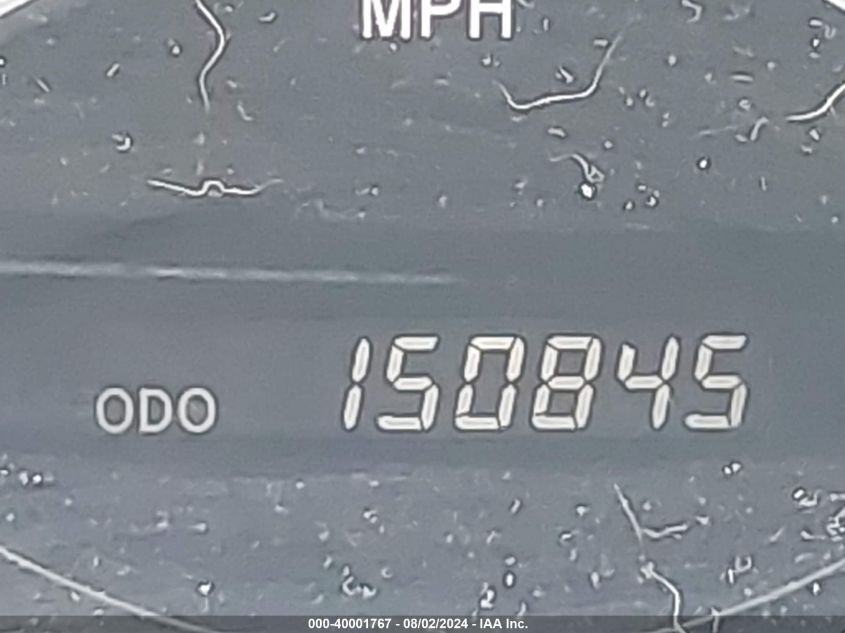 MPH
ODO 150845
000-40001767 - 08/02/2024 - IAA Inc.